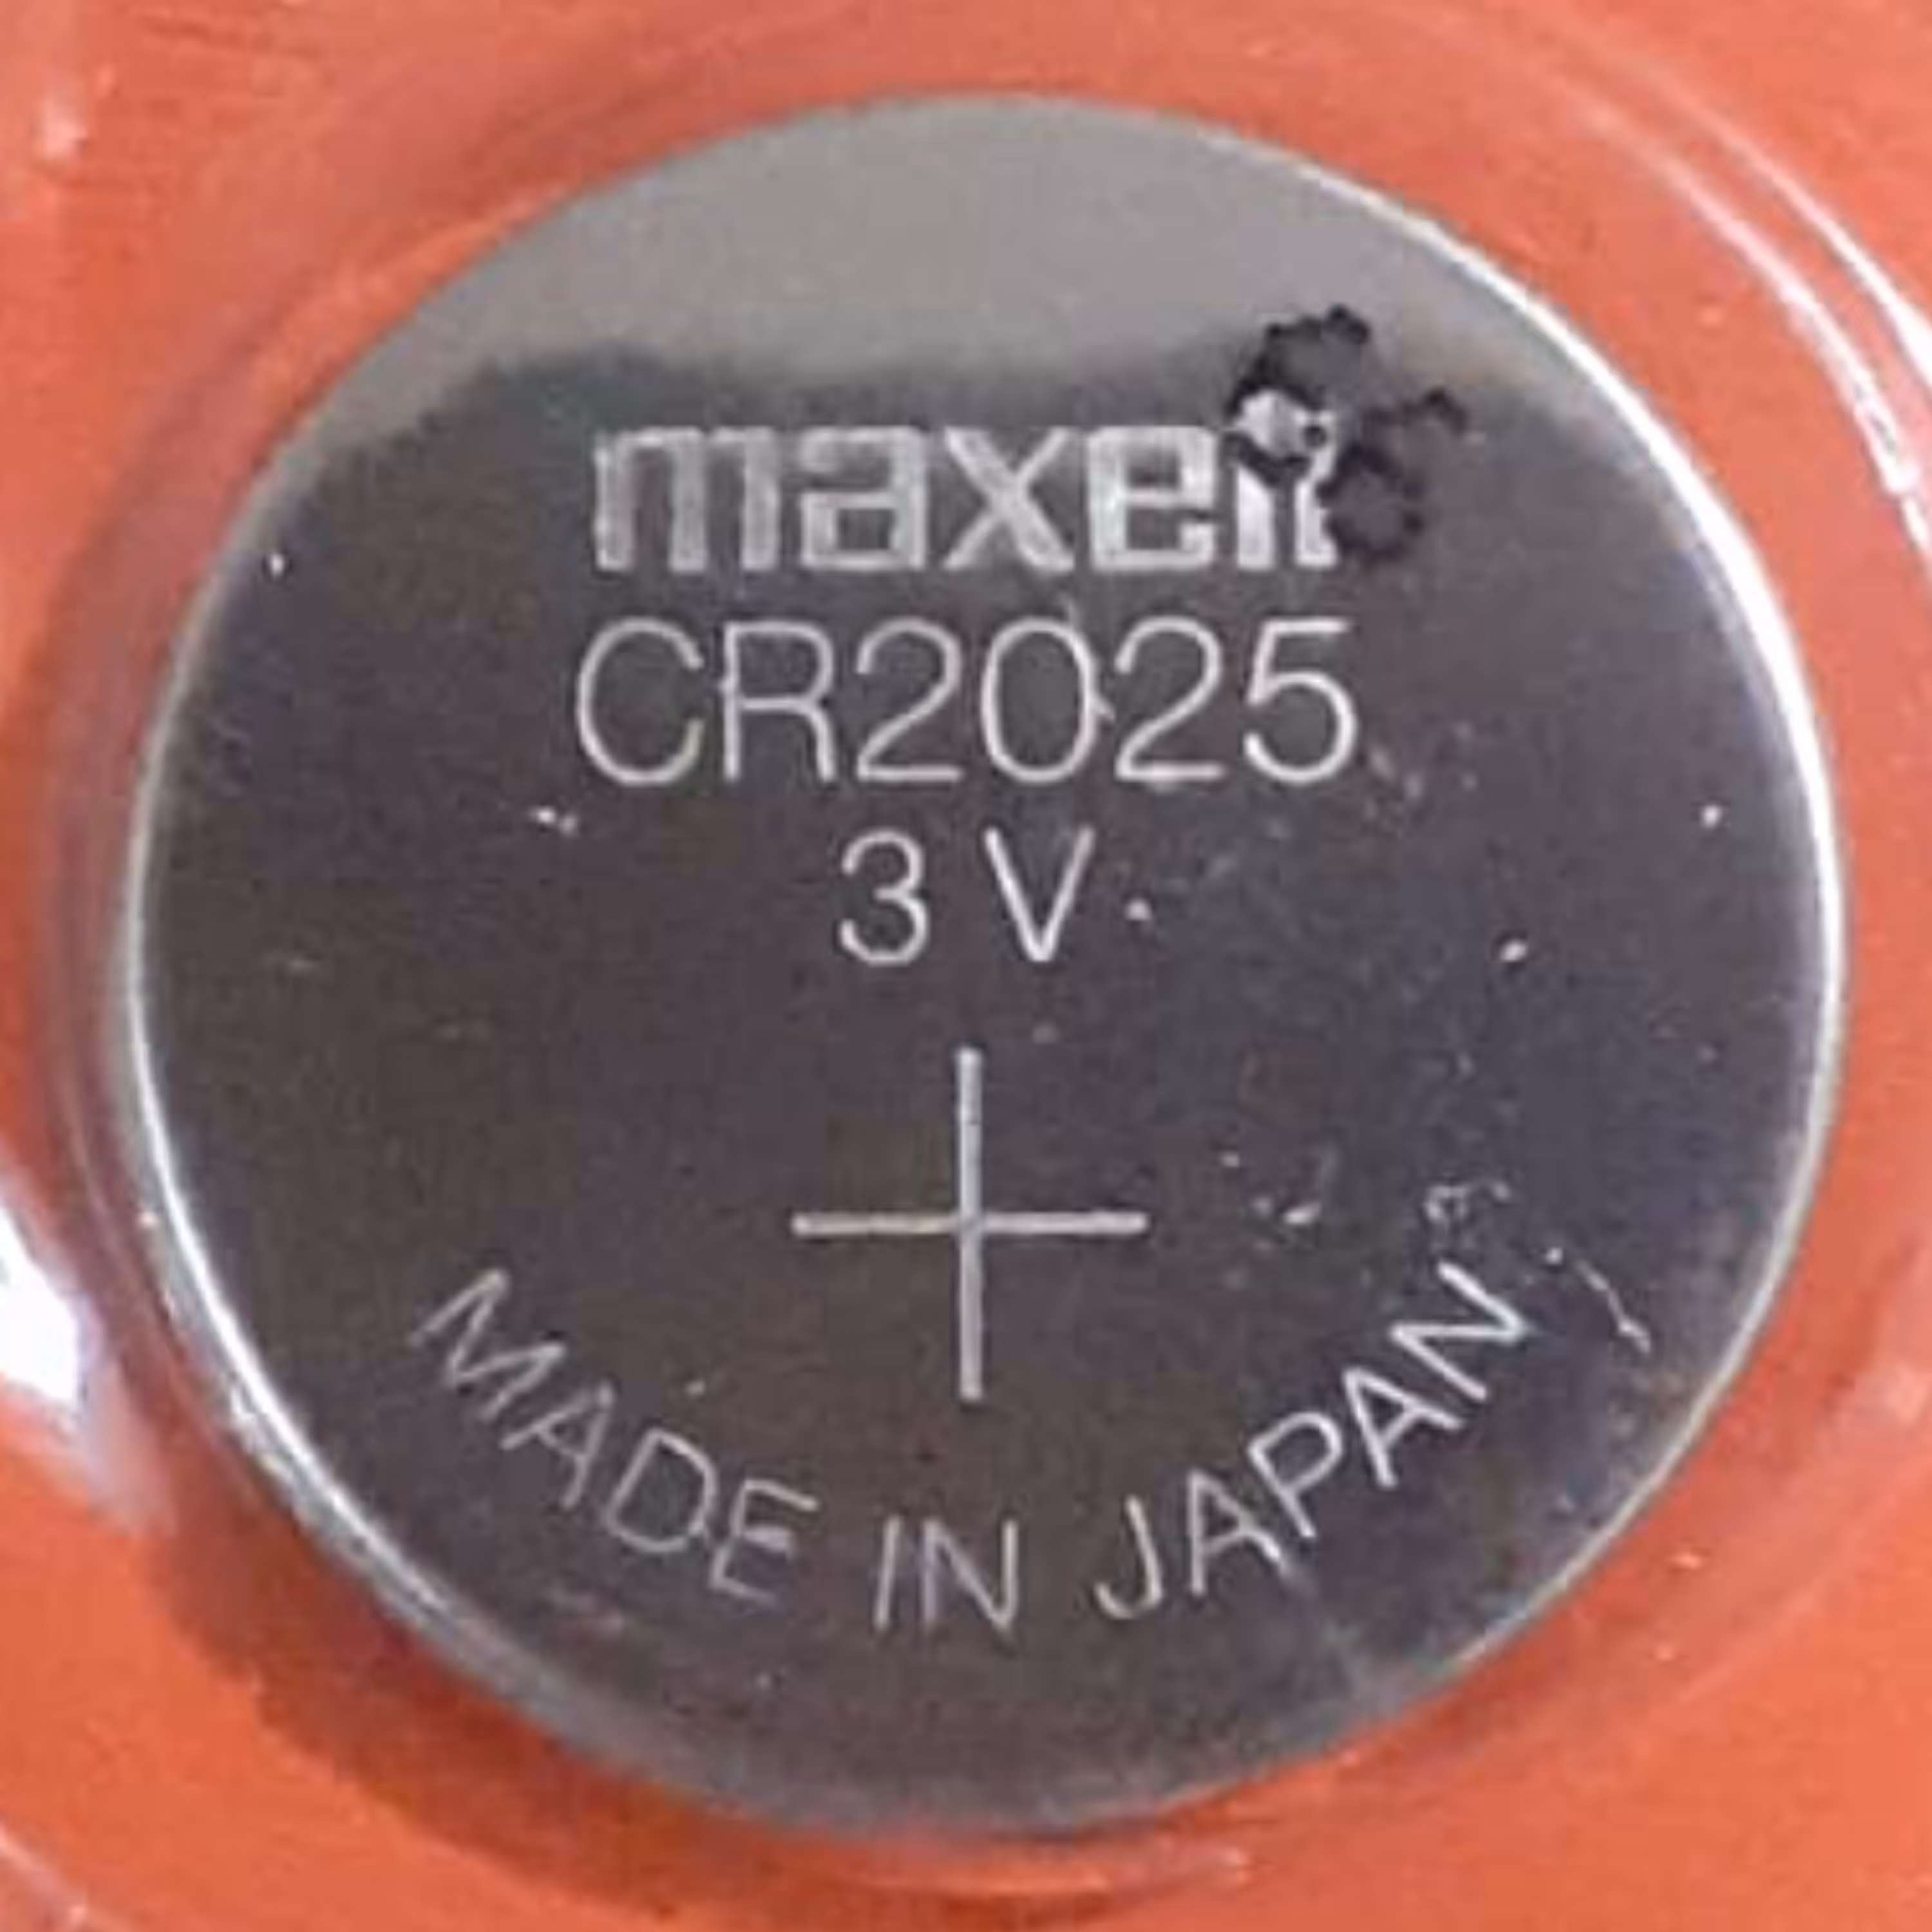 maxell
CR2025
3 V
+
MADE IN JAPAN